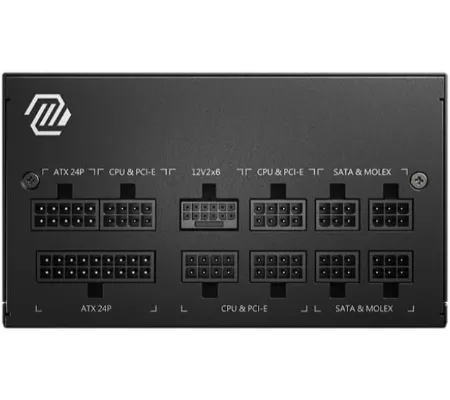 ATX 24P CPU & PCI-E 12V2x6 CPU & PCI-E SATA & MOLEX
ATX 24P CPU & PCI-E SATA & MOLEX